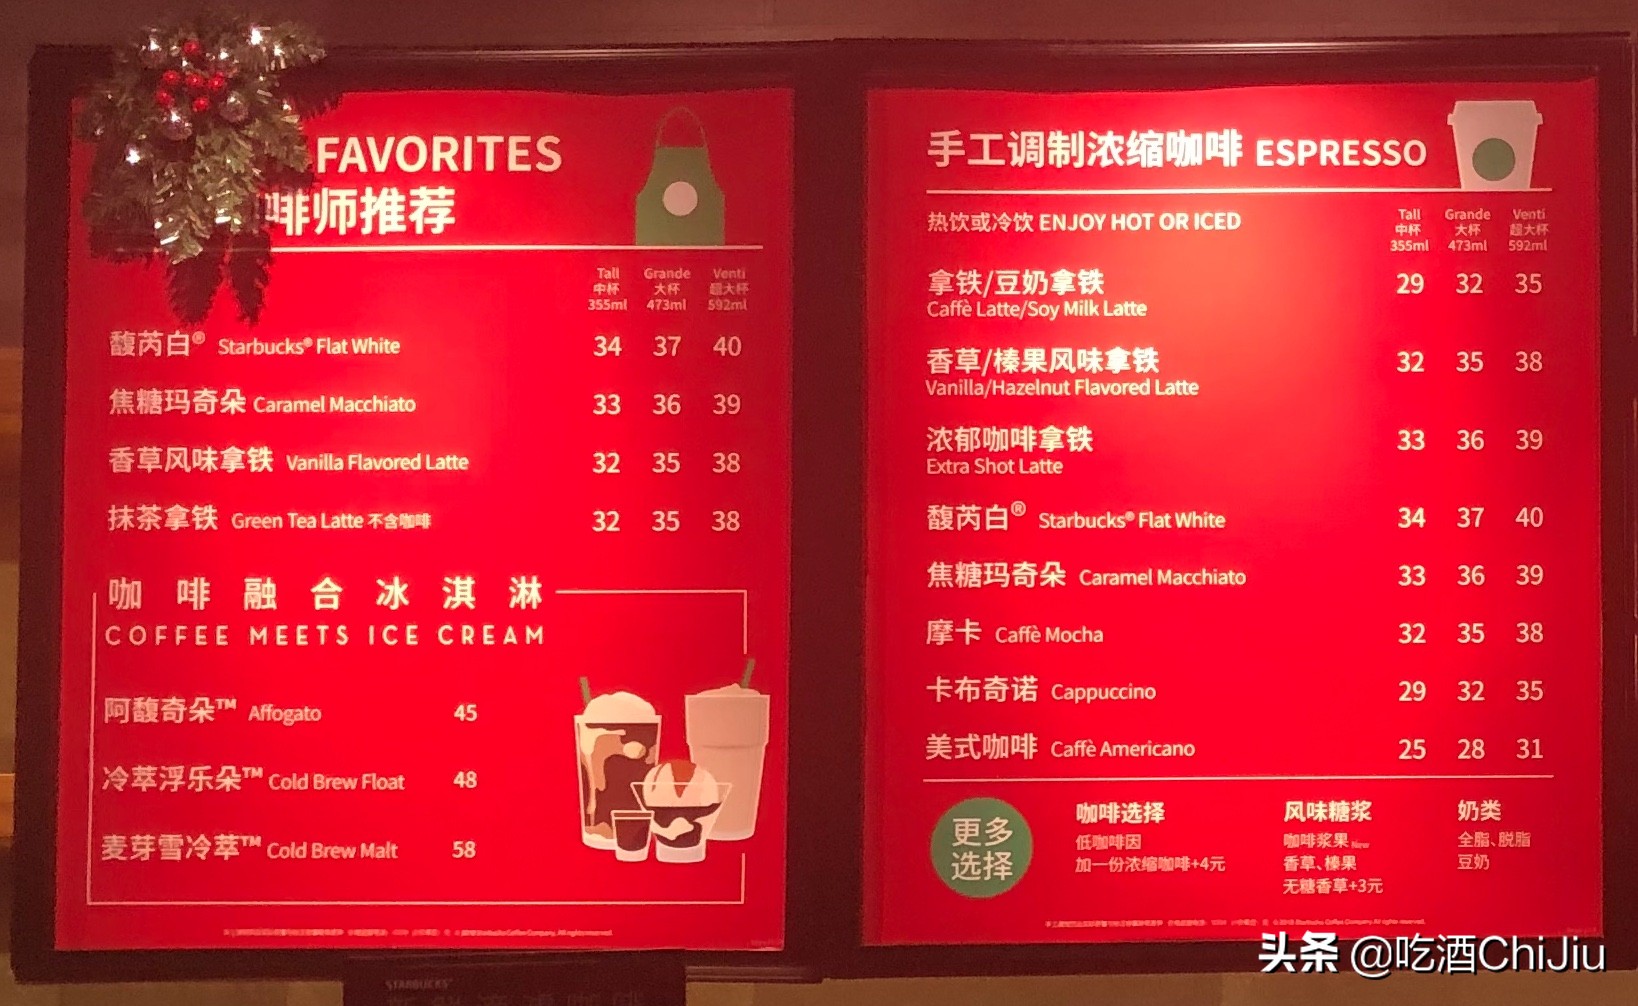 FAVORITES
啡师推荐
Tall Grande Venti
中杯 大杯 超大杯
355ml 473ml 592ml
馥芮白® Starbucks® Flat White 34 37 40
焦糖玛奇朵 Caramel Macchiato 33 36 39
香草风味拿铁 Vanilla Flavored Latte 32 35 38
抹茶拿铁 Green Tea Latte 不含咖啡 32 35 38
咖啡融合冰淇淋
COFFEE MEETS ICE CREAM
阿馥奇朵™ Affogato 45
冷萃浮乐朵™ Cold Brew Float 48
麦芽雪冷萃™ Cold Brew Malt 58
手工调制浓缩咖啡 ESPRESSO
热饮或冷饮 ENJOY HOT OR ICED
Tall Grande Venti
中杯 大杯 超大杯
355ml 473ml 592ml
拿铁/豆奶拿铁 29 32 35
Caffè Latte/Soy Milk Latte
香草/榛果风味拿铁 32 35 38
Vanilla/Hazelnut Flavored Latte
浓郁咖啡拿铁 33 36 39
Extra Shot Latte
馥芮白® Starbucks® Flat White 34 37 40
焦糖玛奇朵 Caramel Macchiato 33 36 39
摩卡 Caffè Mocha 32 35 38
卡布奇诺 Cappuccino 29 32 35
美式咖啡 Caffè Americano 25 28 31
更多
选择
咖啡选择
低咖啡因
加一份浓缩咖啡+4元
风味糖浆
咖啡浆果 New
香草、榛果
无糖香草+3元
奶类
全脂、脱脂
豆奶
STARBUCKS
头条 @吃酒ChiJiu